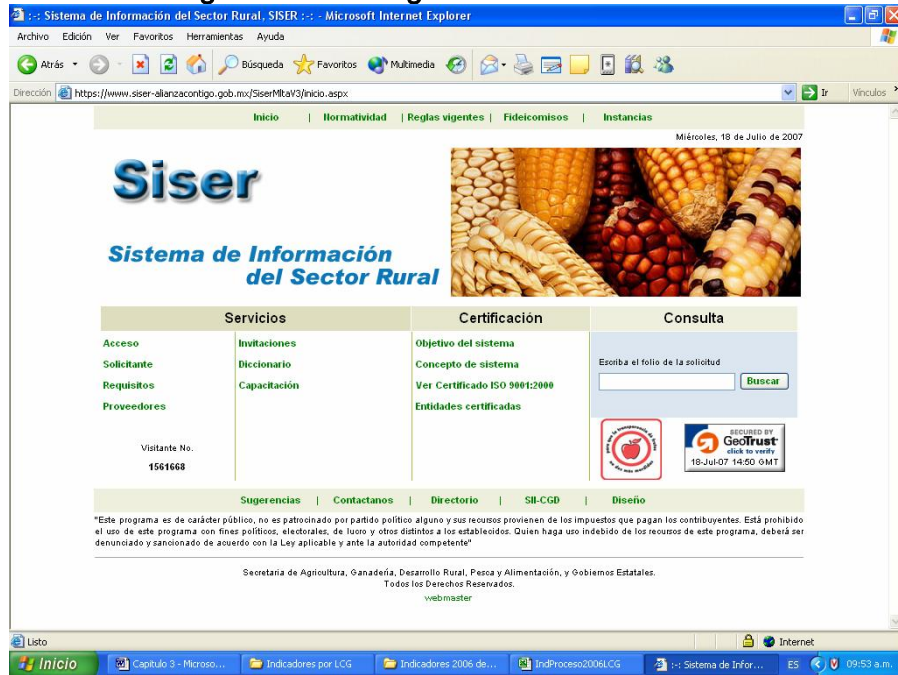 :-: Sistema de Información del Sector Rural, SISER :-: - Microsoft Internet Explorer
Archivo Edición Ver Favoritos Herramientas Ayuda
Atrás Búsqueda Favoritos Multimedia
Dirección https://www.siser-alianzacontigo.gob.mx/SiserMltaV3/inicio.aspx Ir Vínculos »
Inicio | Normatividad | Reglas vigentes | Fideicomisos | Instancias
Miércoles, 18 de Julio de 2007
Siser
Sistema de Información
del Sector Rural
Servicios Certificación Consulta
Acceso Invitaciones Objetivo del sistema
Solicitante Diccionario Concepto de sistema Escriba el folio de la solicitud
Requisitos Capacitación Ver Certificado ISO 9001:2000 Buscar
Proveedores Entidades certificadas
Visitante No.
1561668
SECURED BY
GeoTrust
click to verify
18-Jul-07 14:50 GMT
Sugerencias | Contactanos | Directorio | SII-CGD | Diseño
"Este programa es de carácter público, no es patrocinado por partido político alguno y sus recursos provienen de los impuestos que pagan los contribuyentes. Está prohibido
el uso de este programa con fines políticos, electorales, de lucro y otros distintos a los establecidos. Quien haga uso indebido de los recursos de este programa, deberá ser
denunciado y sancionado de acuerdo con la Ley aplicable y ante la autoridad competente"
Secretaria de Agricultura, Ganadería, Desarrollo Rural, Pesca y Alimentación, y Gobiernos Estatales.
Todos los Derechos Reservados.
webmaster
Listo Internet
Inicio Capitulo 3 - Microso... Indicadores por LCG Indicadores 2006 de... IndProceso2006LCG :-: Sistema de Infor... ES 09:53 a.m.